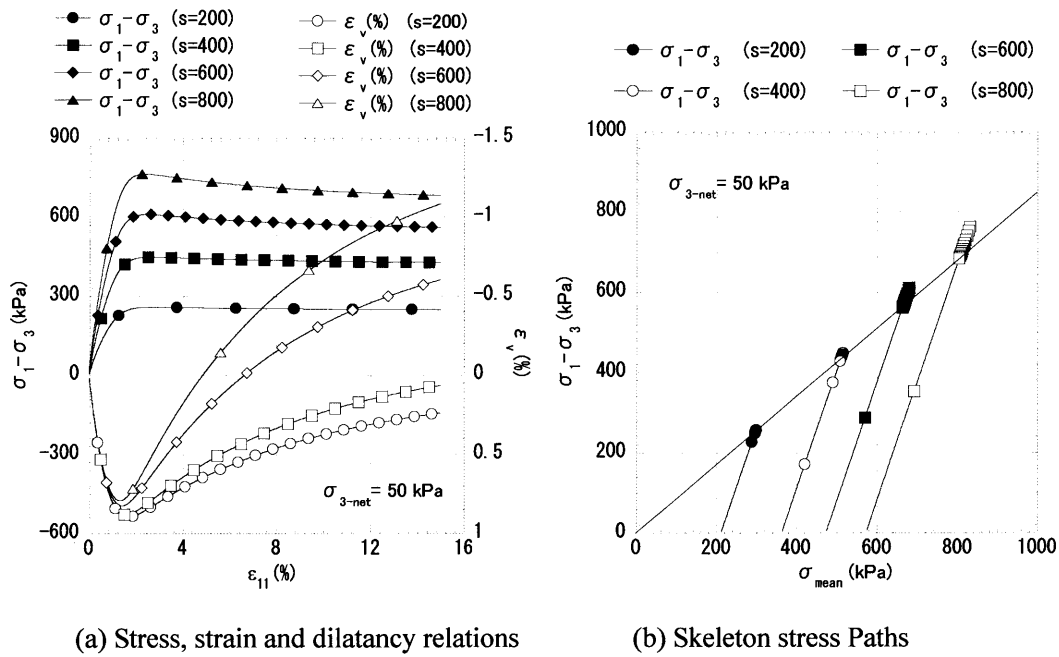 σ1-σ3 (s=200)
σ1-σ3 (s=400)
σ1-σ3 (s=600)
σ1-σ3 (s=800)
εv(%) (s=200)
εv(%) (s=400)
εv(%) (s=600)
εv(%) (s=800)
900
600
300
0
-300
-600
σ1-σ3 (kPa)
-1.5
-1
-0.5
0
0.5
1
εv (%)
σ3-net= 50 kPa
0 4 8 12 16
ε11(%)
(a) Stress, strain and dilatancy relations
σ1-σ3 (s=200)
σ1-σ3 (s=400)
σ1-σ3 (s=600)
σ1-σ3 (s=800)
1000
800
600
400
200
0
σ1-σ3 (kPa)
σ3-net= 50 kPa
0 200 400 600 800 1000
σmean(kPa)
(b) Skeleton stress Paths